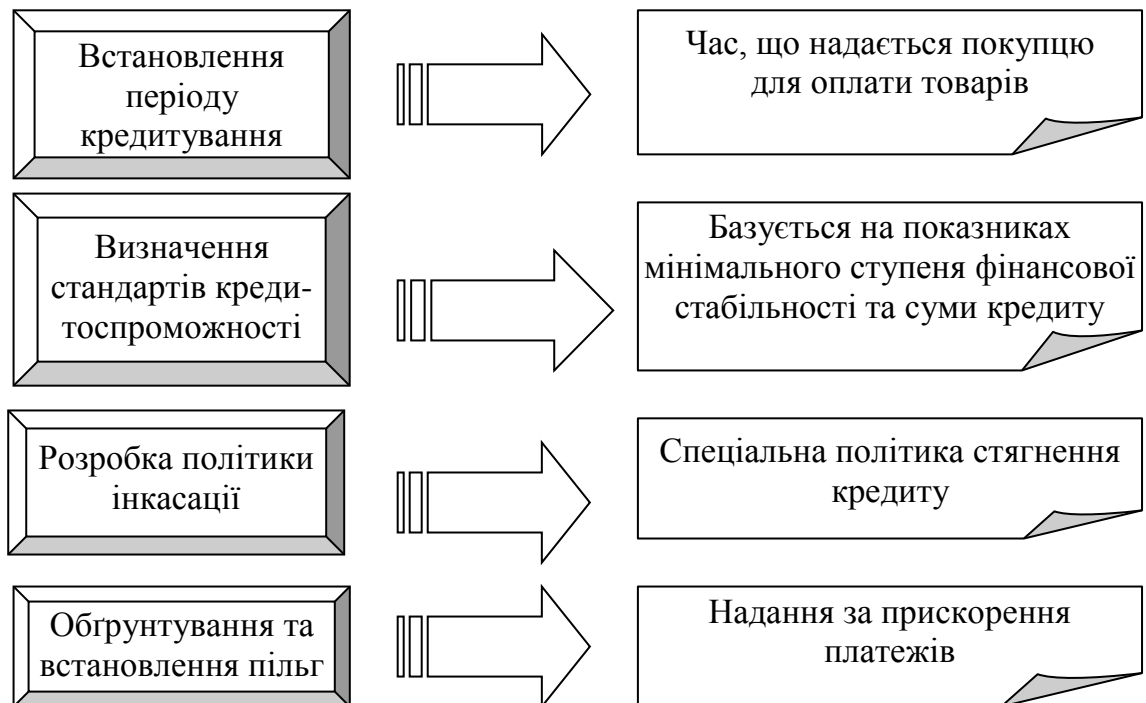 Встановлення
періоду
кредитування
Час, що надається покупцю
для оплати товарів
Визначення
стандартів креди-
тоспроможності
Базується на показниках
мінімального ступеня фінансової
стабільності та суми кредиту
Розробка політики
інкасації
Спеціальна політика стягнення
кредиту
Обґрунтування та
встановлення пільг
Надання за прискорення
платежів